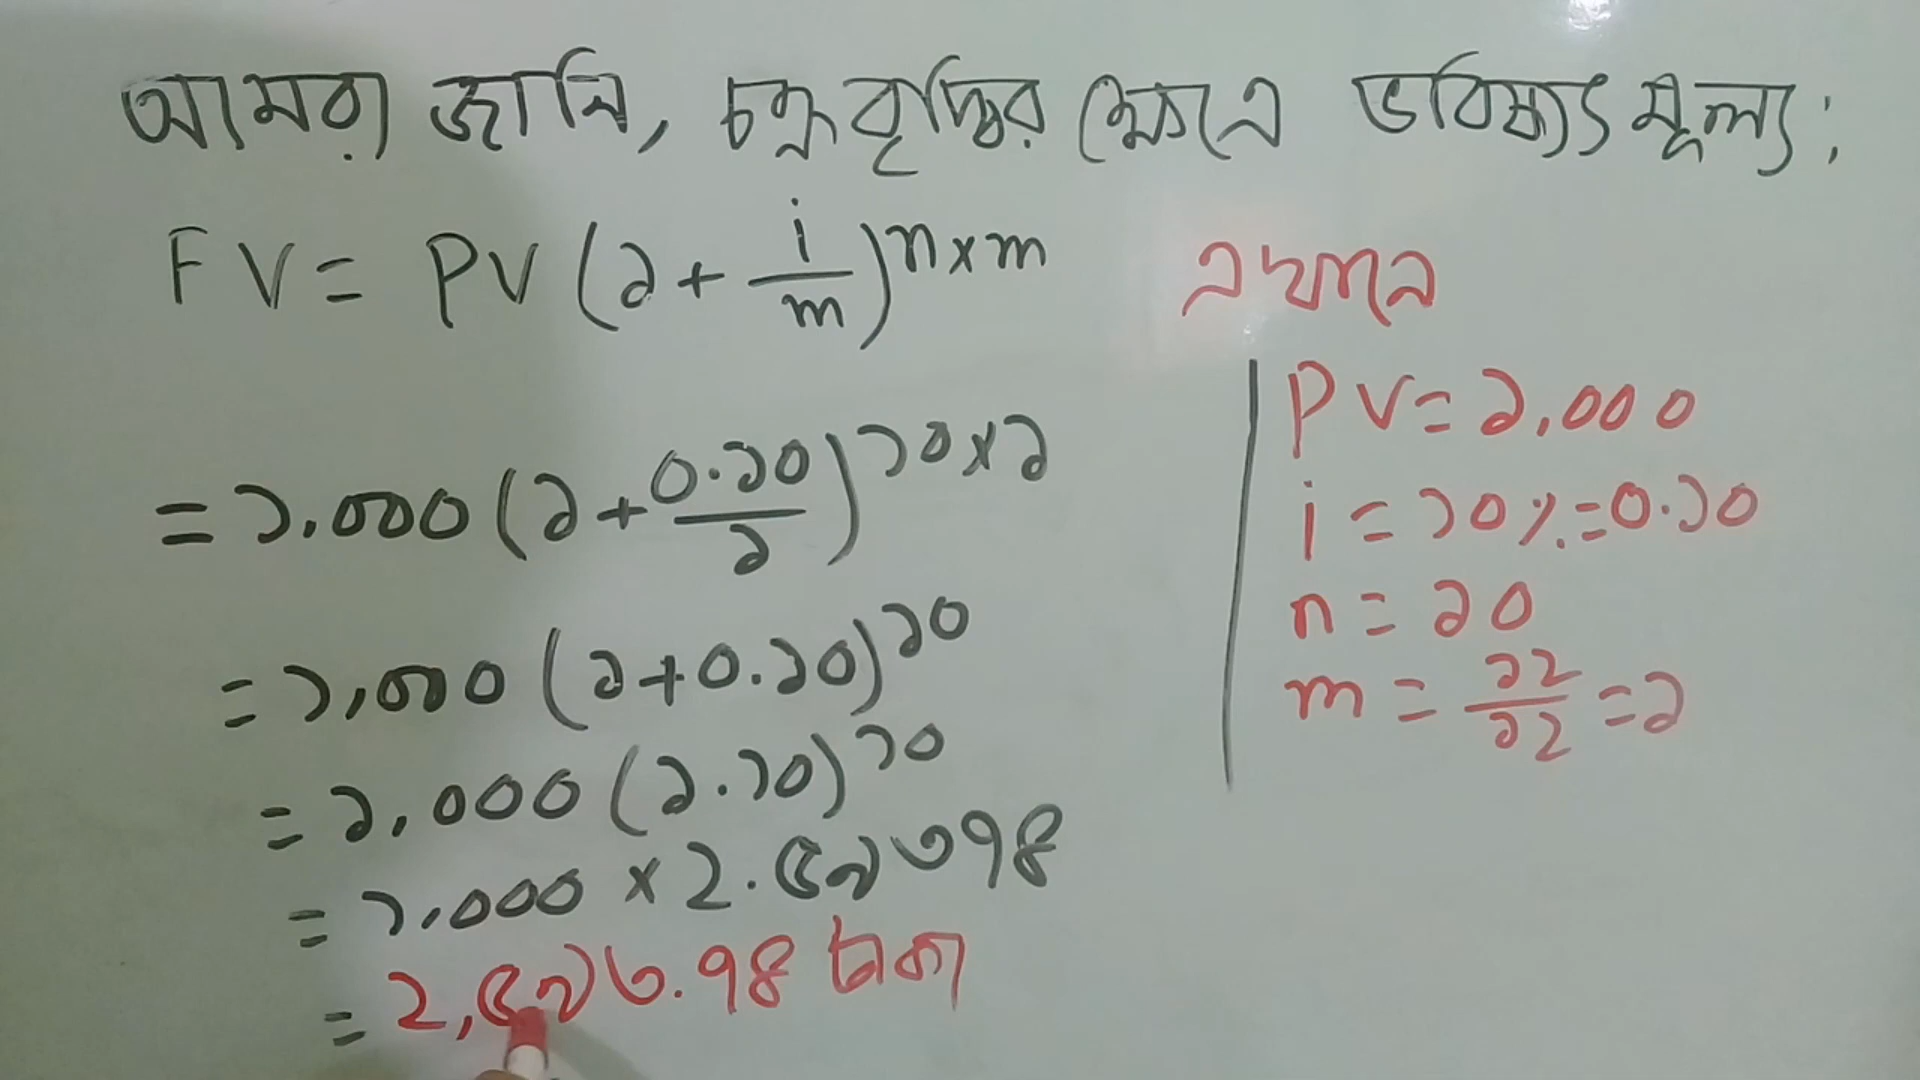 আমরা জানি, চক্রবৃদ্ধির ক্ষেত্রে ভবিষ্যৎ মূল্য:
FV = PV (১ + i/m)^n×m
= ১,০০০ (১ + ০.১০/১)^১০×১
= ১,০০০ (১+০.১০)^১০
= ১,০০০ (১.১০)^১০
= ১,০০০ × ২.৫৯৩৭৪
= ২,৫৯৩.৭৪ টাকা
এখানে
PV = ১,০০০
i = ১০% = ০.১০
n = ১০
m = ১২/১২ = ১